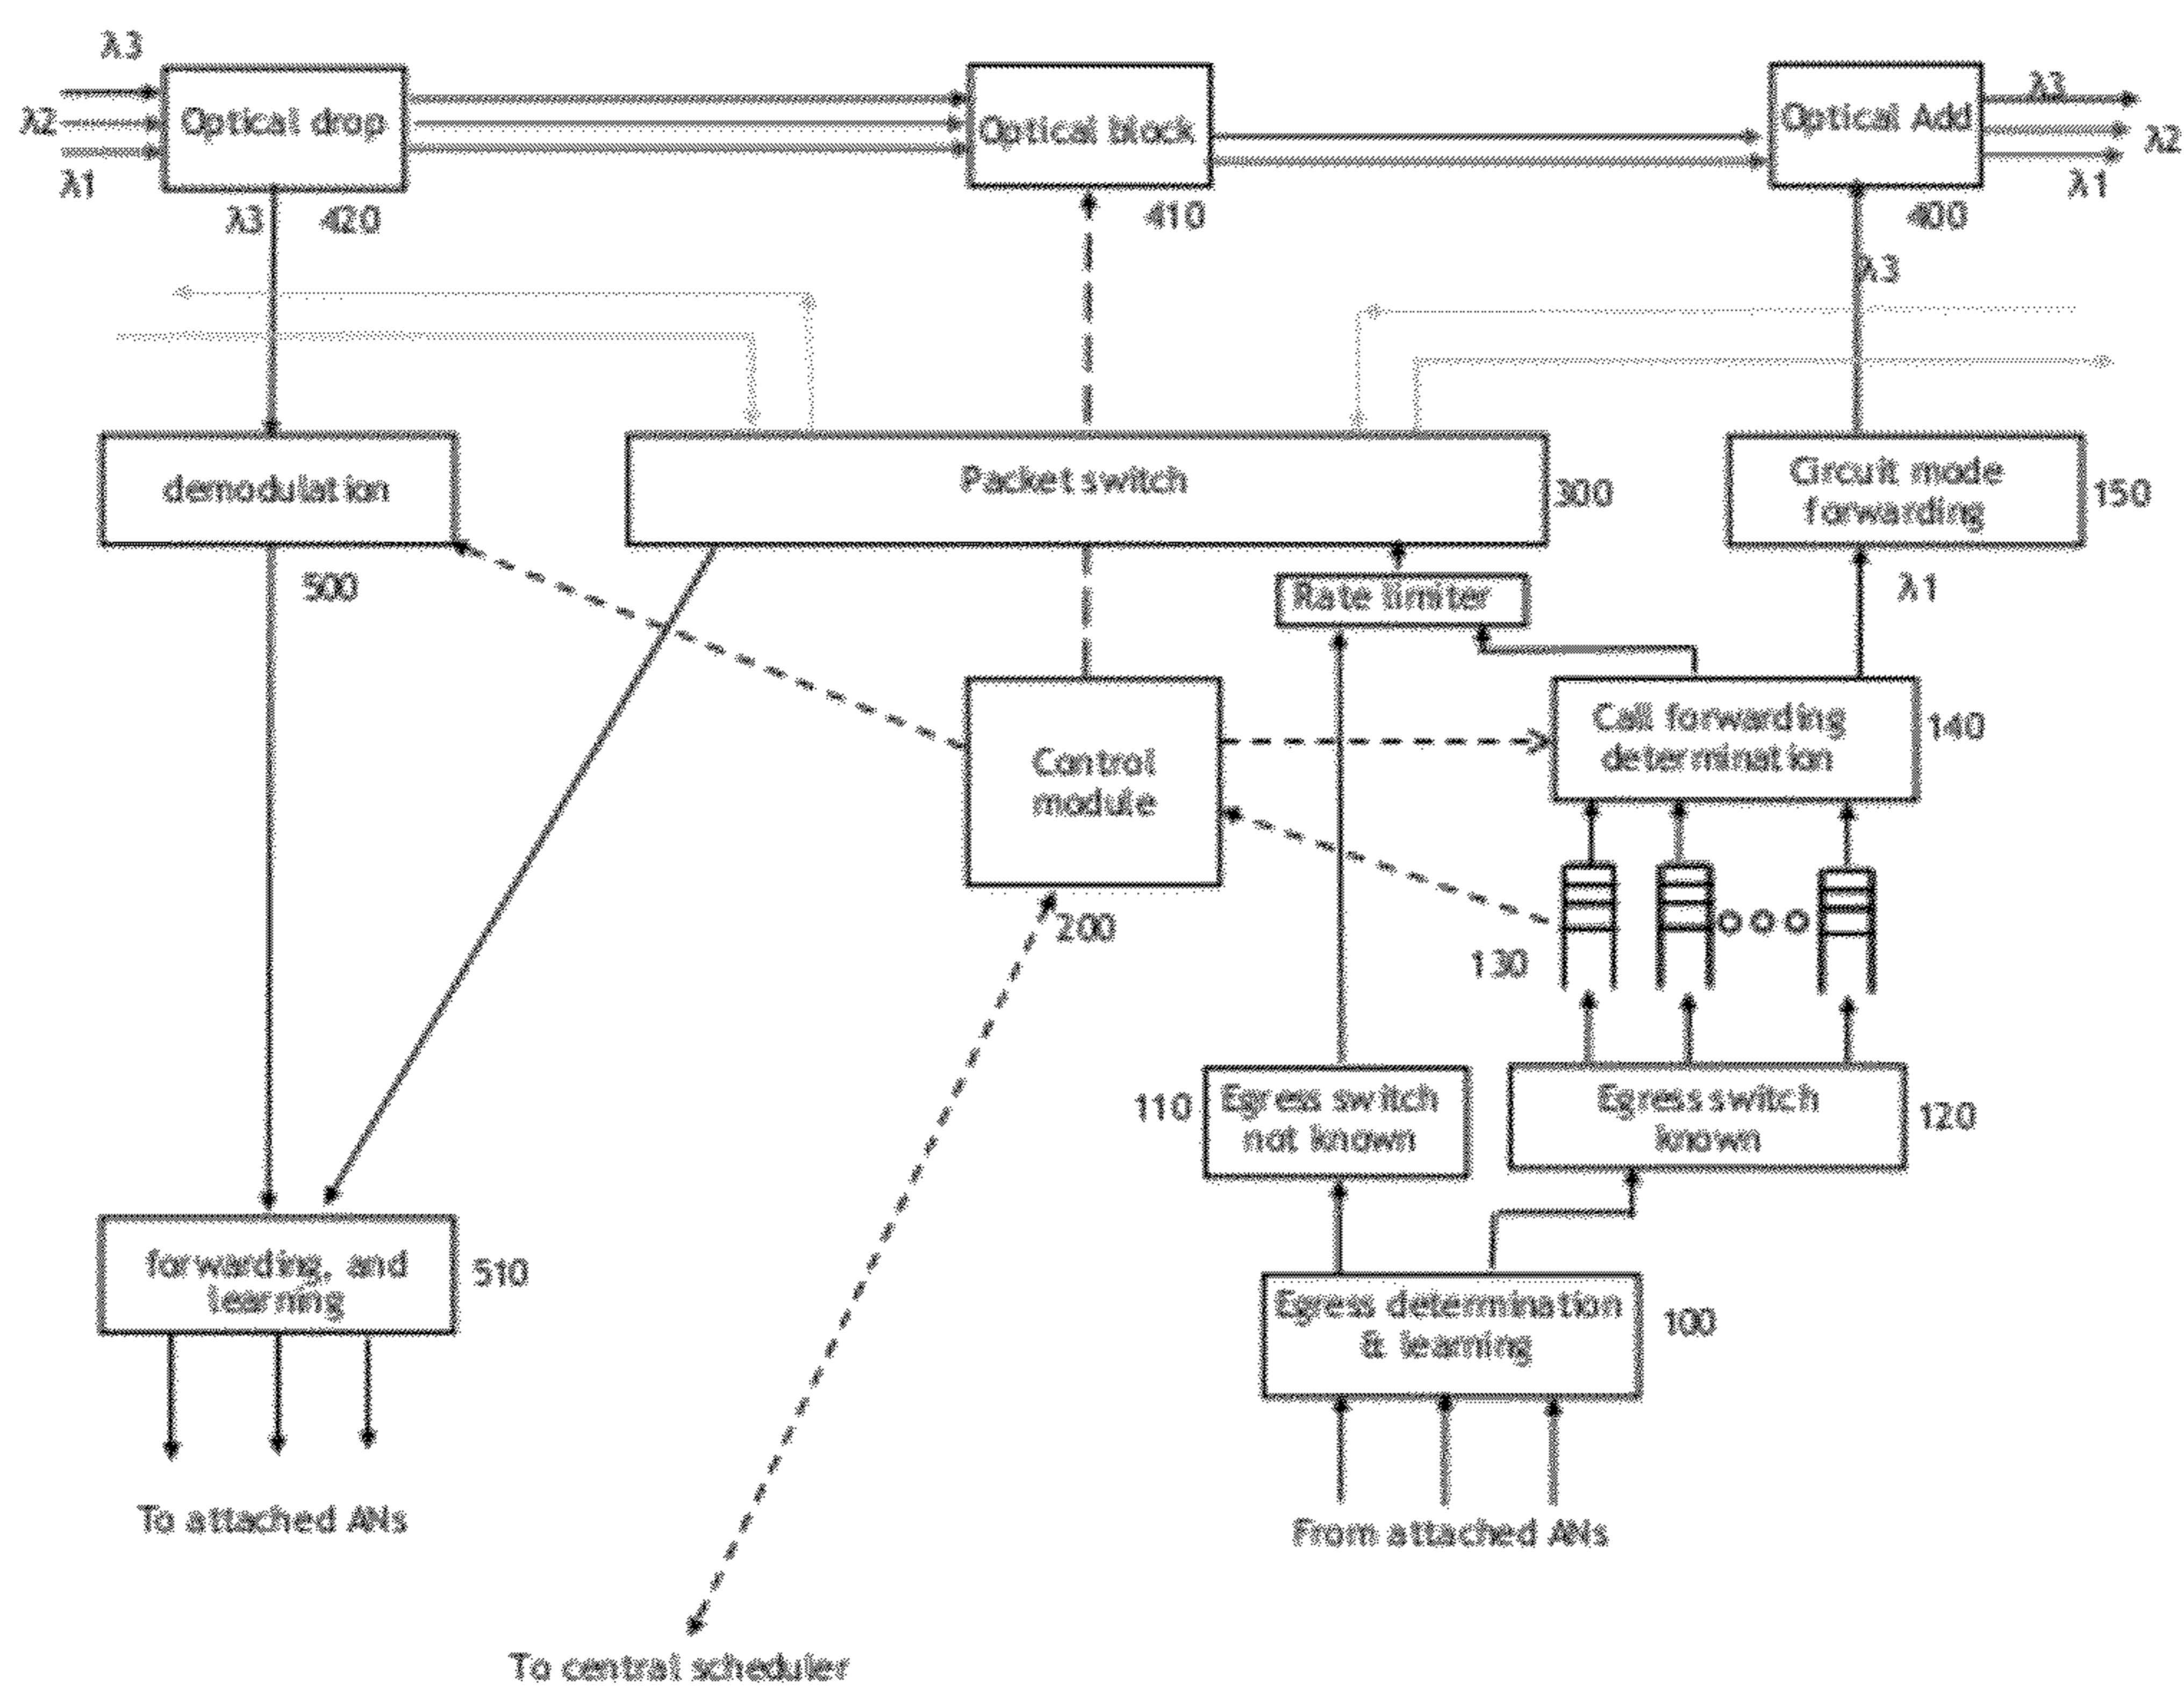 λ3
λ2
λ1
Optical drop
Optical block
Optical Add
λ3
λ2
λ1
λ3
420
410
400
λ3
demodulation
Packet switch
300
Circuit mode
forwarding
150
500
Rate limiter
λ1
Control
module
Call forwarding
determination
140
200
130
110
Egress switch
not known
Egress switch
known
120
forwarding, and
learning
510
Egress determination
& learning
100
To attached ANs
From attached ANs
To central scheduler